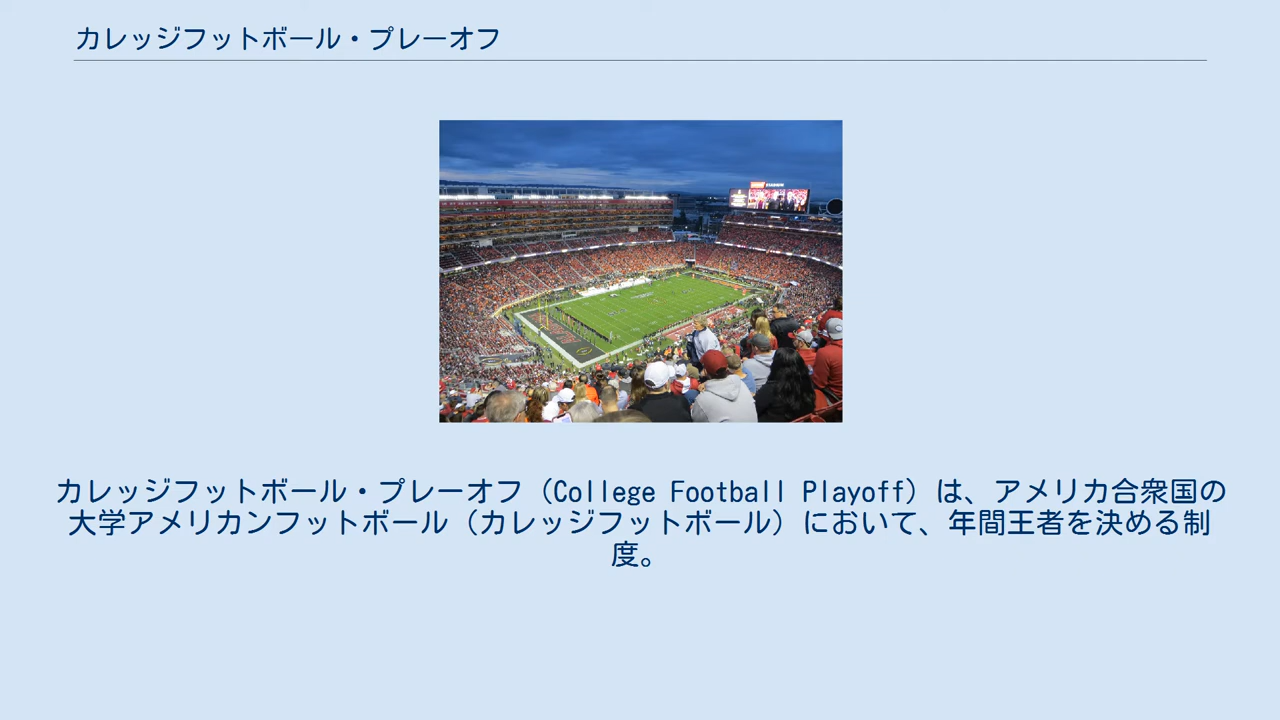 カレッジフットボール・プレーオフ
カレッジフットボール・プレーオフ（College Football Playoff）は、アメリカ合衆国の
大学アメリカンフットボール（カレッジフットボール）において、年間王者を決める制
度。